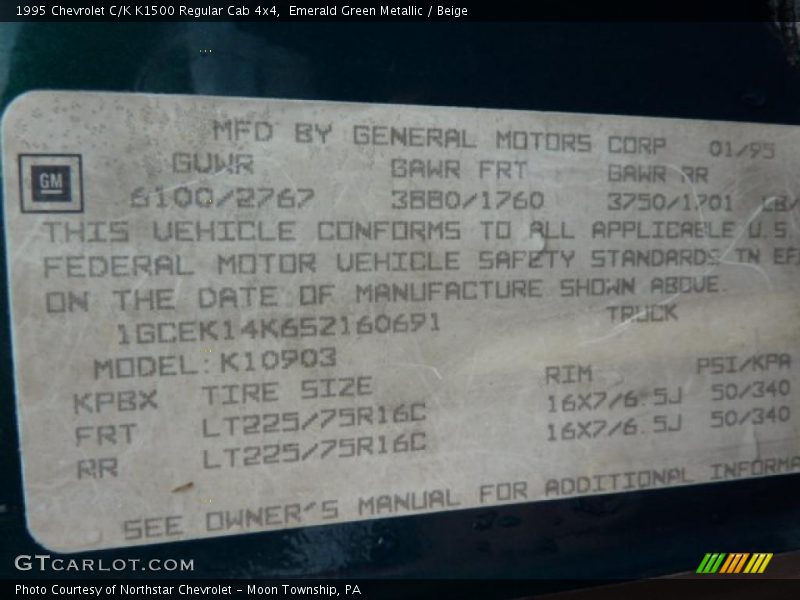 1995 Chevrolet C/K K1500 Regular Cab 4x4, Emerald Green Metallic / Beige
MFD BY GENERAL MOTORS CORP 01/95
GM
GVWR GAWR FRT GAWR RR
6100/2767 3880/1760 3750/1701 LB/
THIS VEHICLE CONFORMS TO ALL APPLICABLE U.S
FEDERAL MOTOR VEHICLE SAFETY STANDARDS IN EF
ON THE DATE OF MANUFACTURE SHOWN ABOVE.
1GCEK14K6SZ160691 TRUCK
MODEL: K10903
KPBX TIRE SIZE RIM PSI/KPA
FRT LT225/75R16C 16X7/6.5J 50/340
RR LT225/75R16C 16X7/6.5J 50/340
SEE OWNER'S MANUAL FOR ADDITIONAL INFORMA
GTCARLOT.COM
Photo Courtesy of Northstar Chevrolet - Moon Township, PA